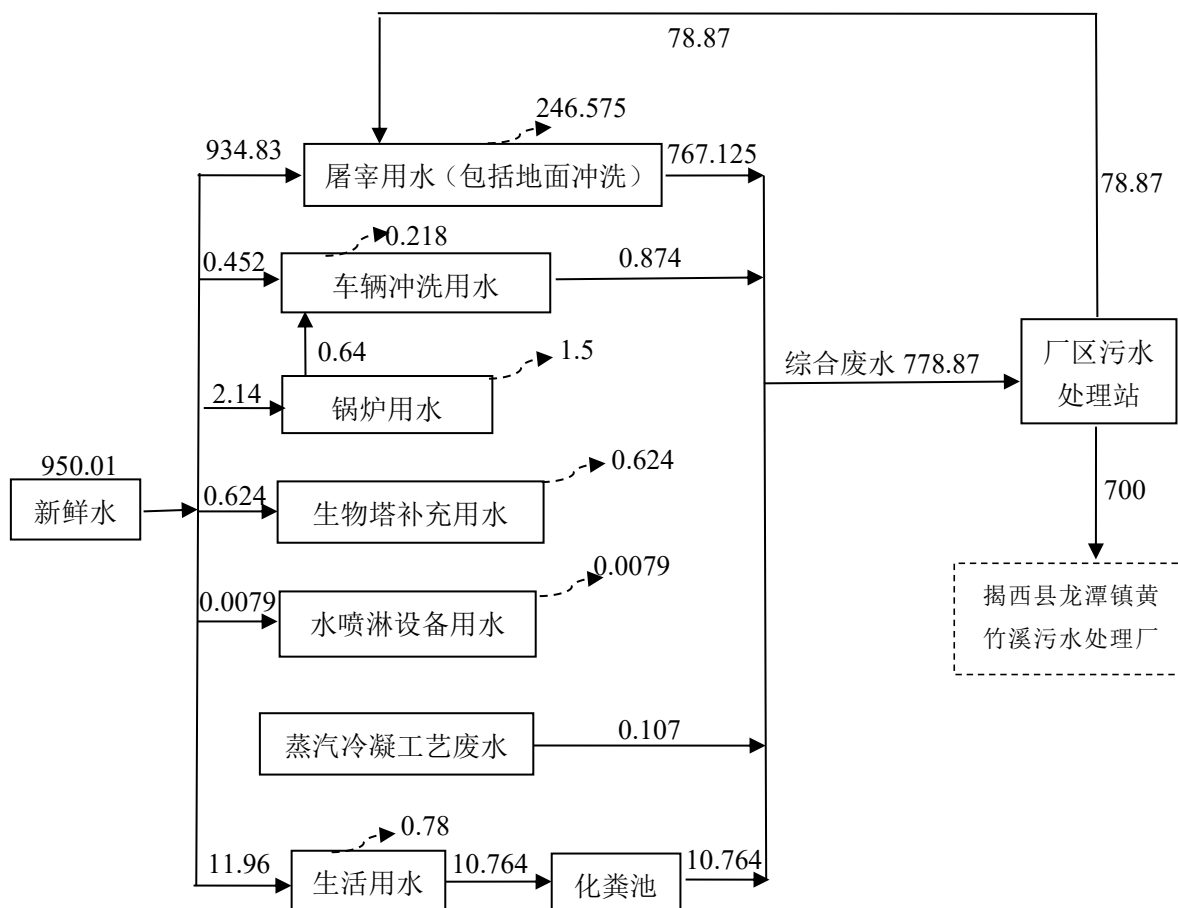 78.87
246.575
934.83
屠宰用水（包括地面冲洗）
767.125
78.87
0.218
0.452
车辆冲洗用水
0.874
0.64
1.5
综合废水 778.87
厂区污水
处理站
2.14
锅炉用水
950.01
新鲜水
0.624
0.624
生物塔补充用水
700
0.0079
0.0079
水喷淋设备用水
揭西县龙潭镇黄
竹溪污水处理厂
蒸汽冷凝工艺废水
0.107
0.78
11.96
生活用水
10.764
化粪池
10.764